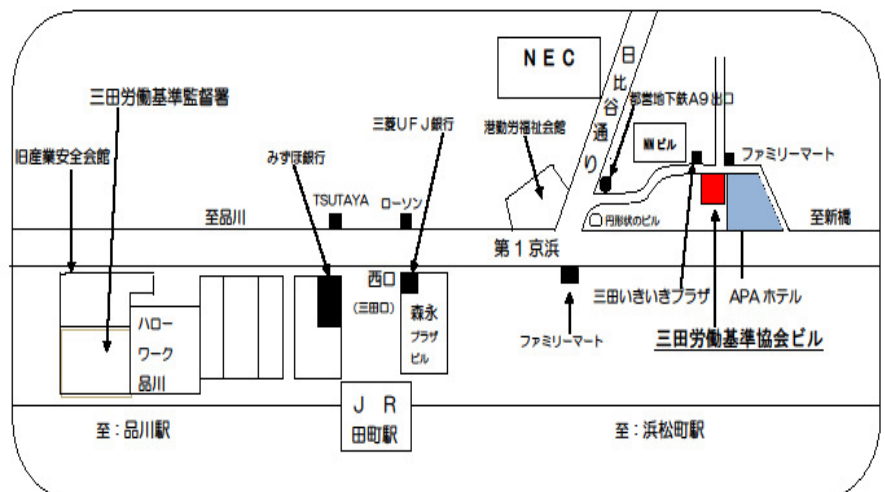 NEC
日比谷通り
都営地下鉄A9出口
三田労働基準監督署
三菱UFJ銀行
港勤労福祉会館
NNビル
ファミリーマート
旧産業安全会館
みずほ銀行
TSUTAYA
ローソン
至品川
円形状のビル
至新橋
第1京浜
西口
(三田口)
森永
プラザ
ビル
三田いきいきプラザ
APAホテル
ファミリーマート
三田労働基準協会ビル
ハロー
ワーク
品川
JR
田町駅
至:品川駅
至:浜松町駅